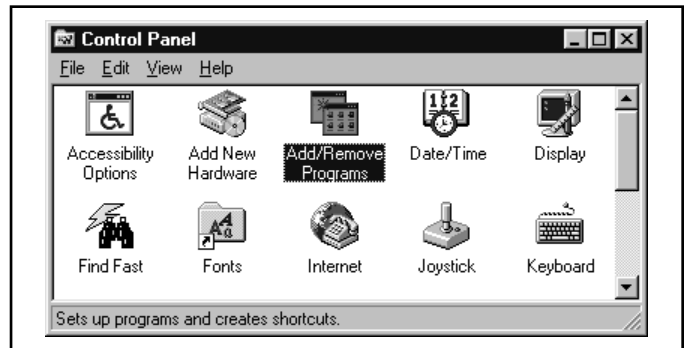 Control Panel
File Edit View Help
Accessibility Options
Add New Hardware
Add/Remove Programs
Date/Time
Display
Find Fast
Fonts
Internet
Joystick
Keyboard
Sets up programs and creates shortcuts.